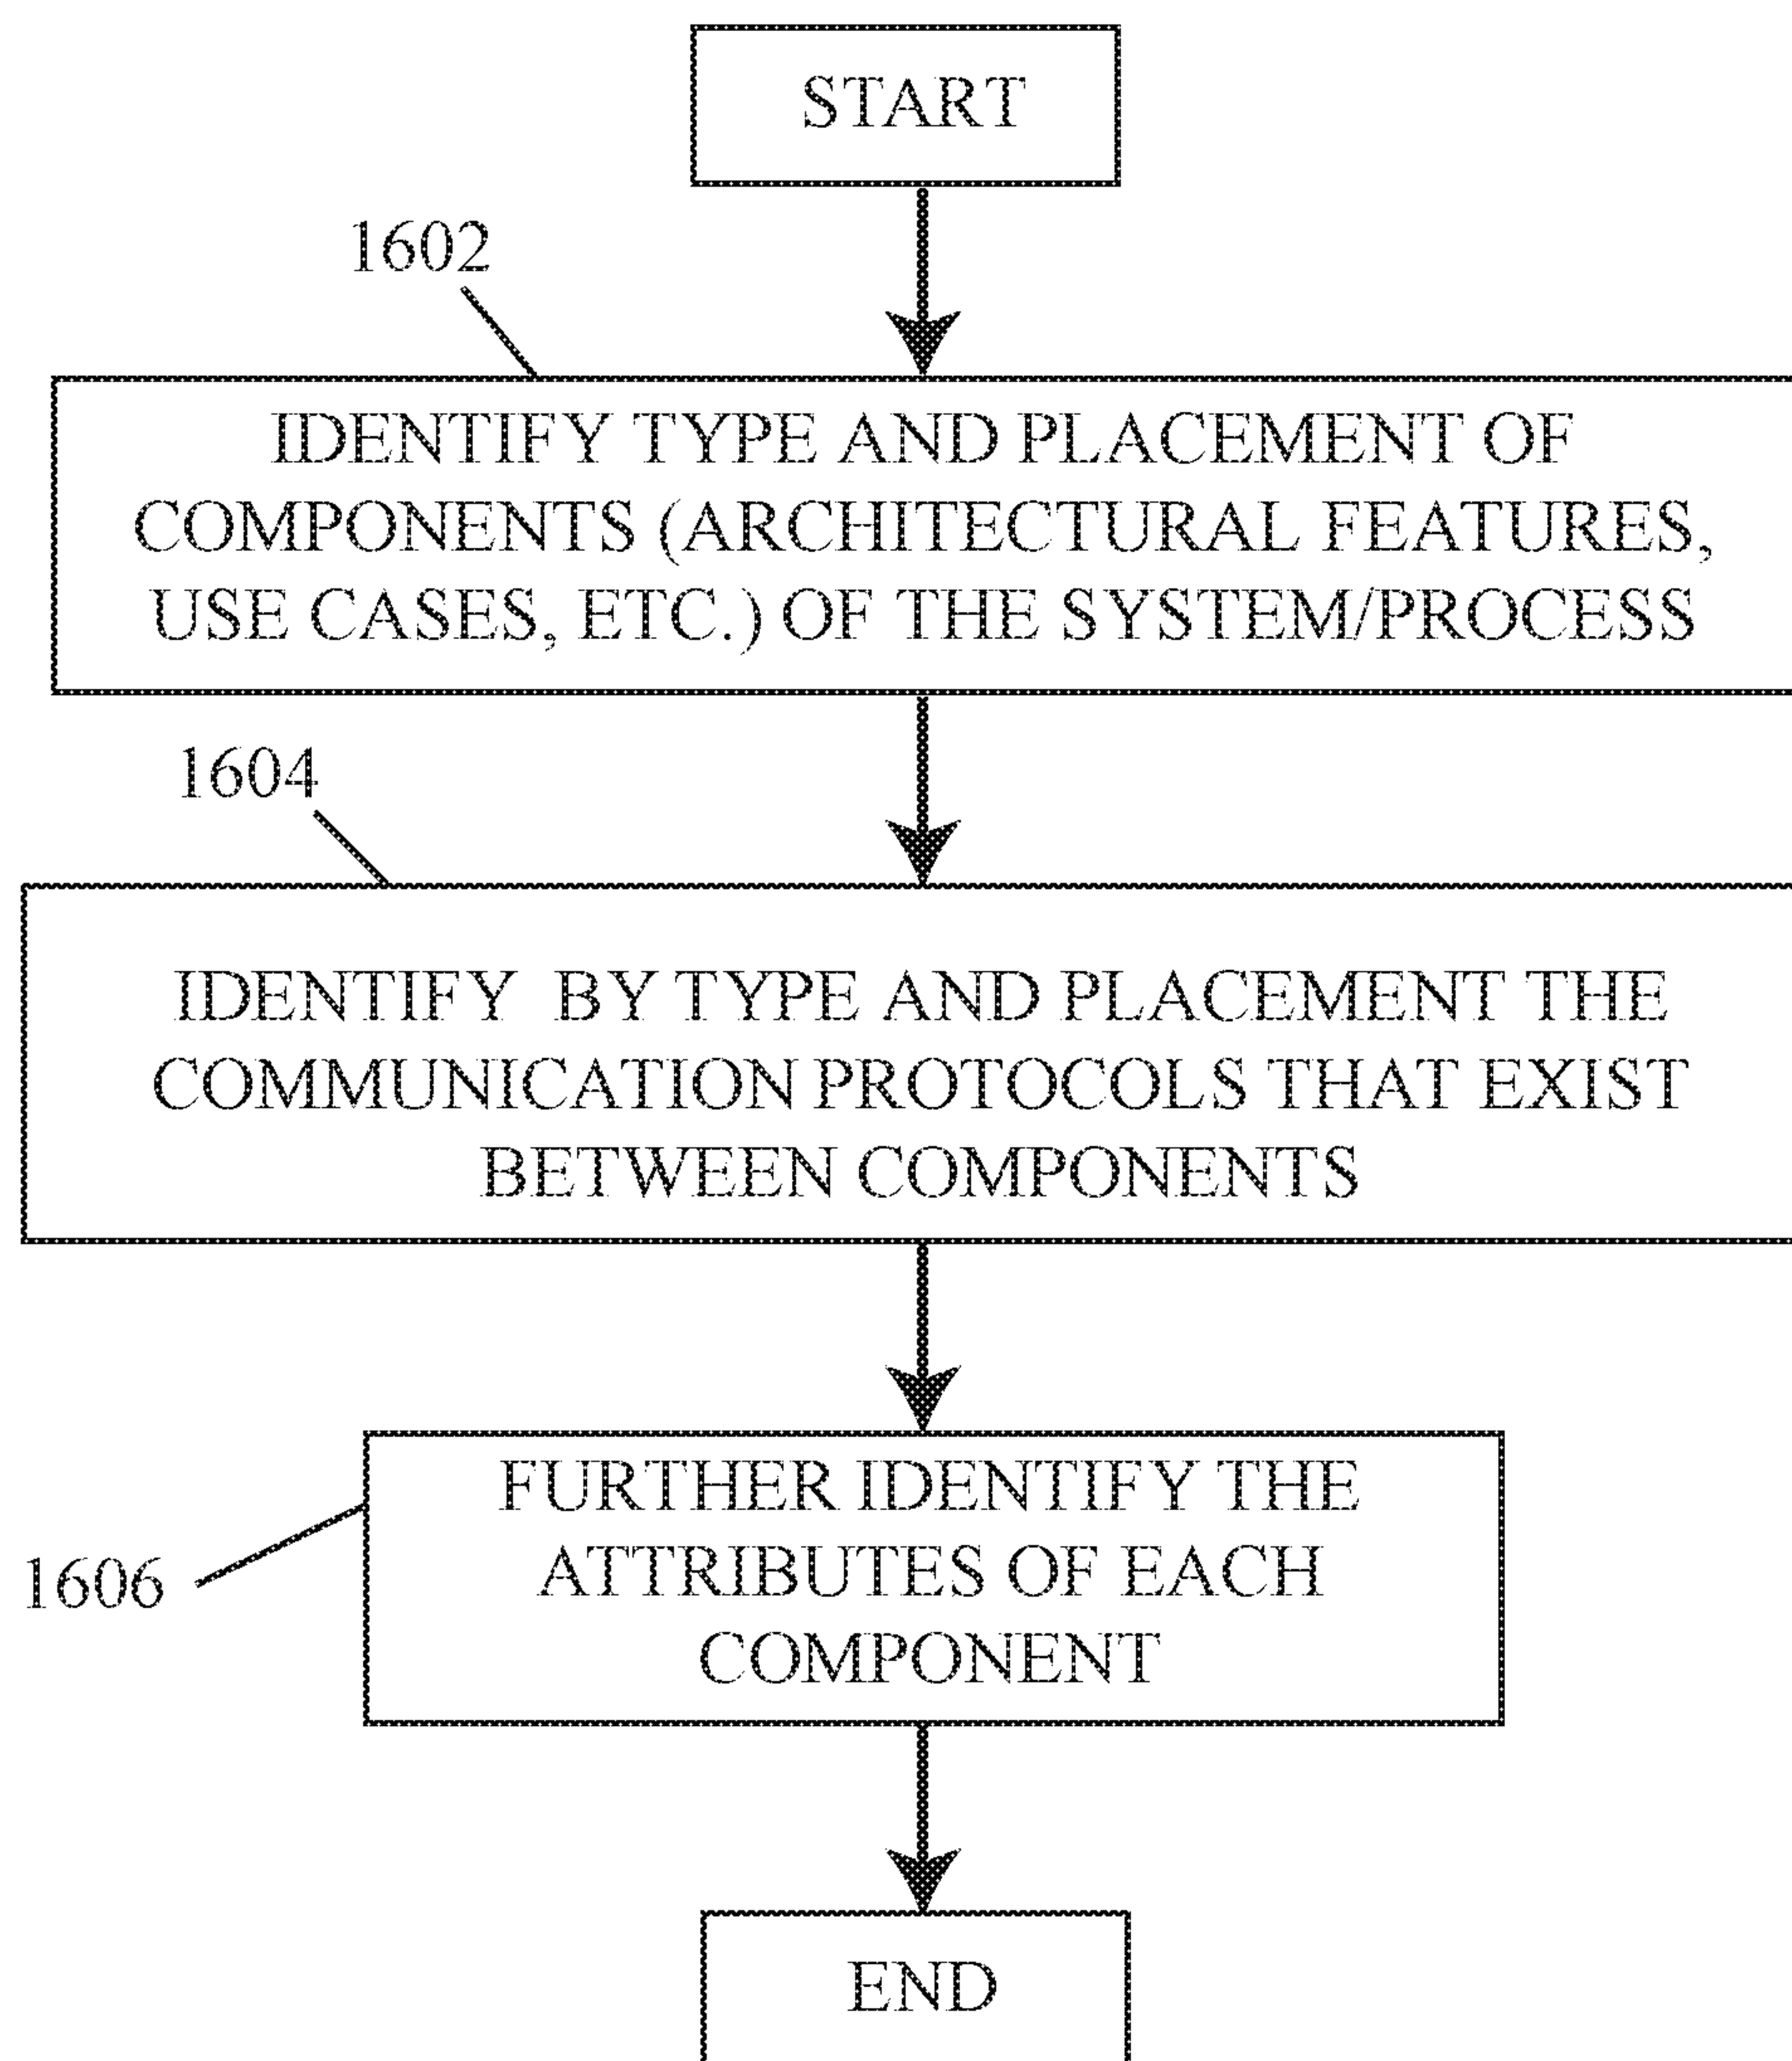 START
1602
IDENTIFY TYPE AND PLACEMENT OF
COMPONENTS (ARCHITECTURAL FEATURES,
USE CASES, ETC.) OF THE SYSTEM/PROCESS
1604
IDENTIFY BY TYPE AND PLACEMENT THE
COMMUNICATION PROTOCOLS THAT EXIST
BETWEEN COMPONENTS
FURTHER IDENTIFY THE
ATTRIBUTES OF EACH
COMPONENT
1606
END